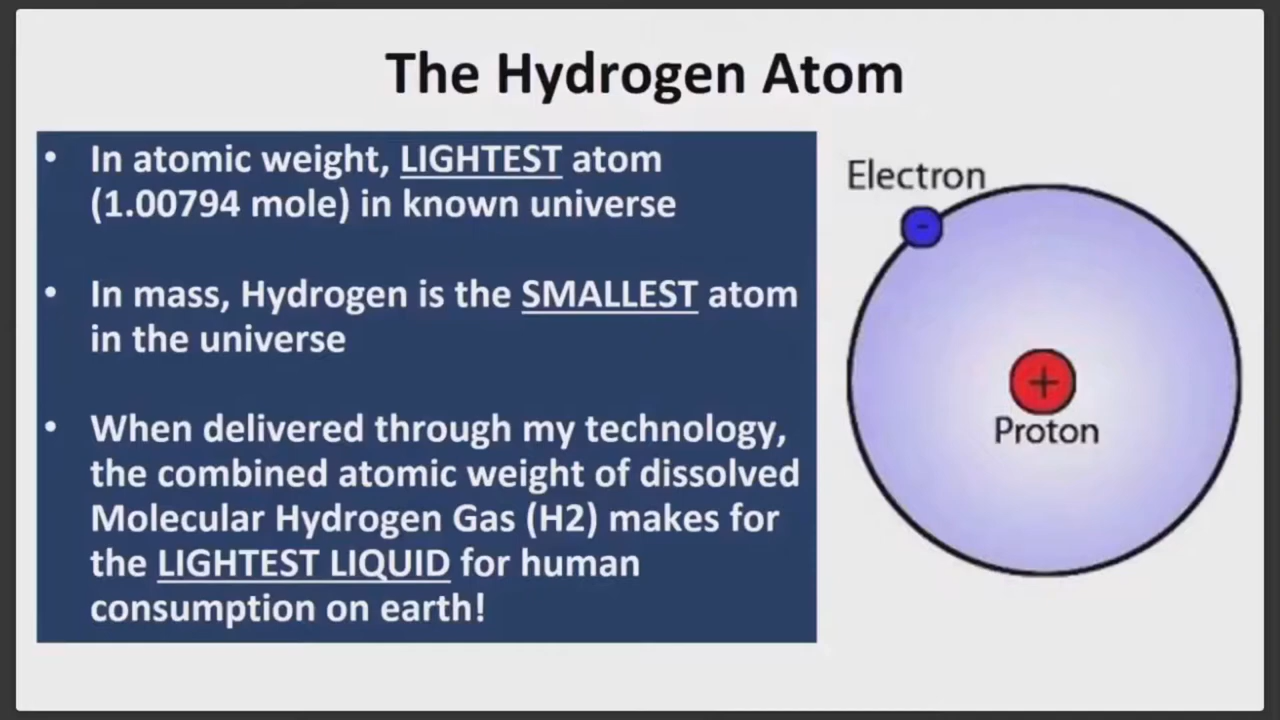 The Hydrogen Atom
• In atomic weight, LIGHTEST atom
(1.00794 mole) in known universe
• In mass, Hydrogen is the SMALLEST atom
in the universe
• When delivered through my technology,
the combined atomic weight of dissolved
Molecular Hydrogen Gas (H2) makes for
the LIGHTEST LIQUID for human
consumption on earth!
Electron
-
+
Proton